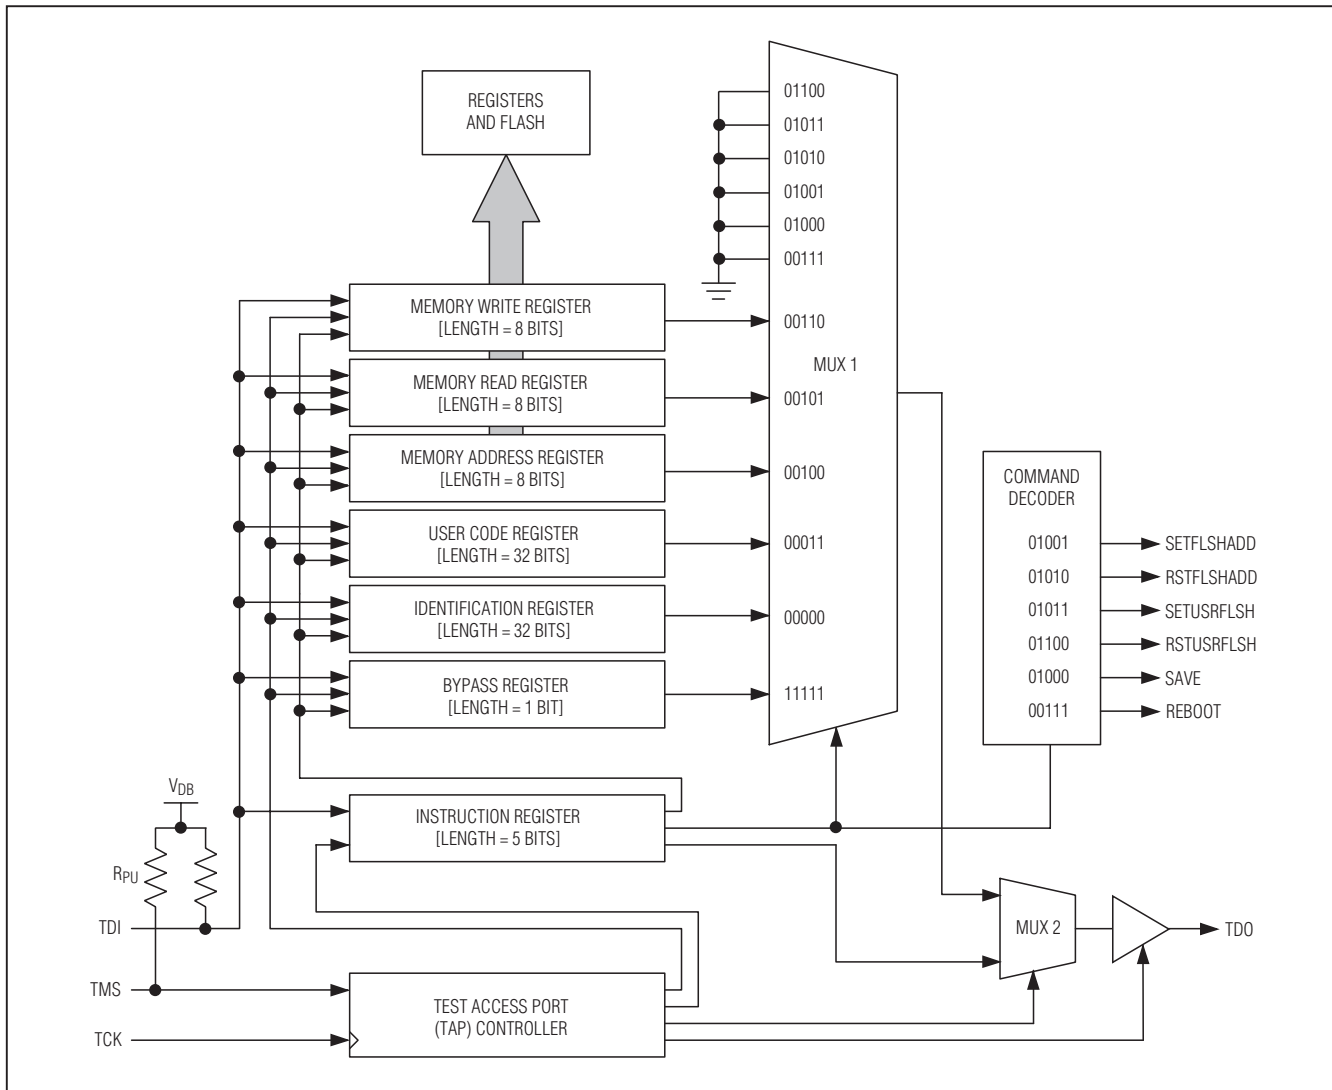 REGISTERS
AND FLASH
01100
01011
01010
01001
01000
00111
MEMORY WRITE REGISTER
[LENGTH = 8 BITS]
00110
MUX 1
MEMORY READ REGISTER
[LENGTH = 8 BITS]
00101
MEMORY ADDRESS REGISTER
[LENGTH = 8 BITS]
00100
USER CODE REGISTER
[LENGTH = 32 BITS]
00011
IDENTIFICATION REGISTER
[LENGTH = 32 BITS]
00000
BYPASS REGISTER
[LENGTH = 1 BIT]
11111
COMMAND
DECODER
01001 SETFLSHADD
01010 RSTFLSHADD
01011 SETUSRFLSH
01100 RSTUSRFLSH
01000 SAVE
00111 REBOOT
VDB
RPU
INSTRUCTION REGISTER
[LENGTH = 5 BITS]
TDI
MUX 2
TDO
TMS
TEST ACCESS PORT
(TAP) CONTROLLER
TCK